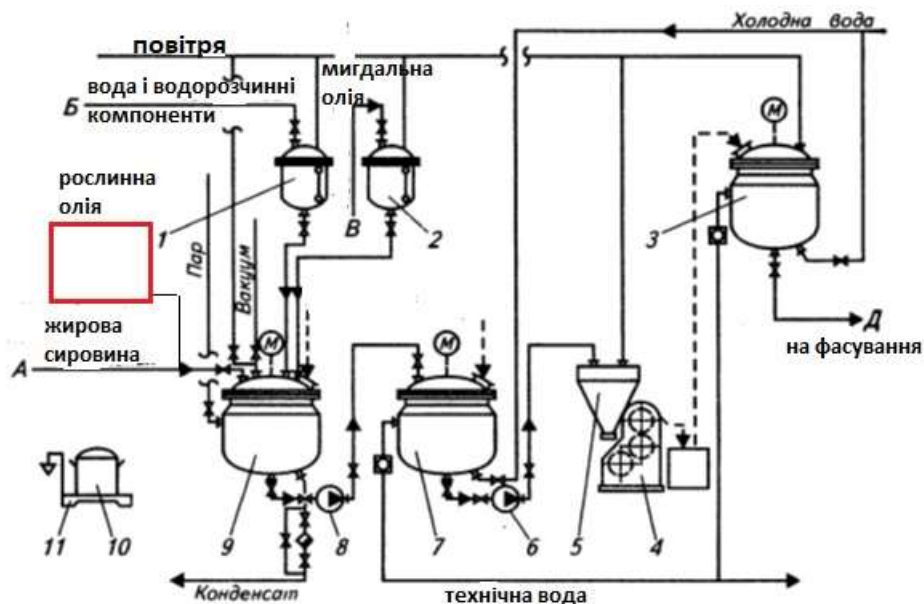 Холодна вода
повітря
вода і водорозчинні
компоненти
Б
мигдальна
олія
рослинна
олія
М
1
В
2
3
Пар
Вакуум
жирова
сировина
А
М
М
Д
на фасування
5
11
10
9
8
7
6
4
Конденсат
технічна вода